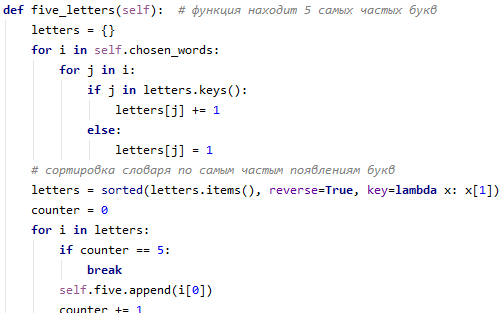 def five_letters(self):  # функция находит 5 самых частых букв
    letters = {}
    for i in self.chosen_words:
        for j in i:
            if j in letters.keys():
                letters[j] += 1
            else:
                letters[j] = 1
    # сортировка словаря по самым частым появлениям букв
    letters = sorted(letters.items(), reverse=True, key=lambda x: x[1])
    counter = 0
    for i in letters:
        if counter == 5:
            break
        self.five.append(i[0])
        counter += 1